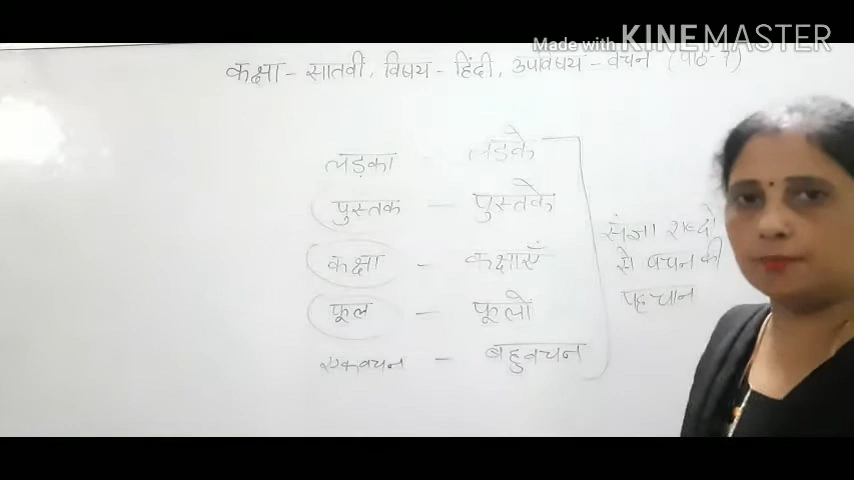 Made with KINEMASTER
कक्षा - सातवी, विषय - हिंदी, उपविषय - वचन (पाठ-7)
लड़का - लड़के
पुस्तक - पुस्तके
कक्षा - कक्षाएँ
फूल - फूलों
एकवचन - बहुवचन
संज्ञा शब्दो
से वचन की
पहचान